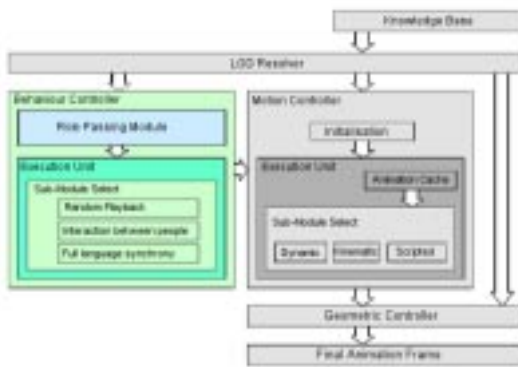 Knowledge Base
LOD Resolver
Behaviour Controller
Role-Passing Module
Execution Unit
Sub-Module Select
Random Playback
Interaction between people
Full language synchrony
Motion Controller
Initialisation
Execution Unit
Animation Cache
Sub-Module Select
Dynamic
Kinematic
Scripted
Geometric Controller
Final Animation Frame